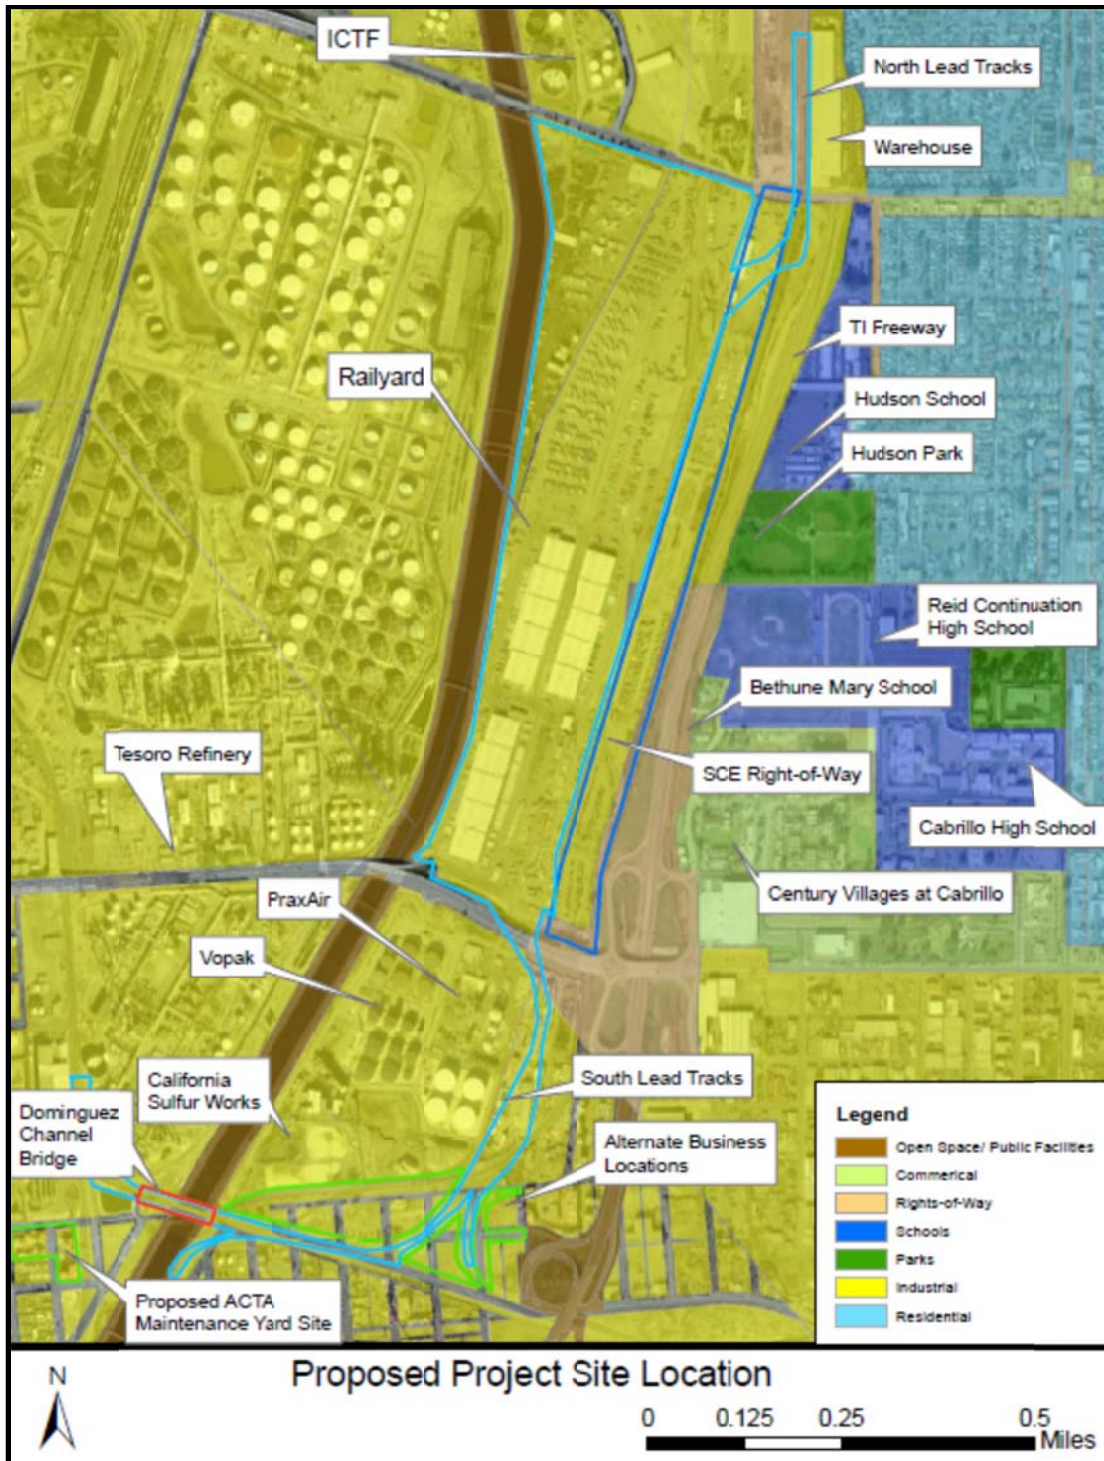 ICTF
North Lead Tracks
Warehouse
TI Freeway
Railyard
Hudson School
Hudson Park
Reid Continuation
High School
Bethune Mary School
Tesoro Refinery
SCE Right-of-Way
Cabrillo High School
PraxAir
Century Villages at Cabrillo
Vopak
California
Sulfur Works
South Lead Tracks
Dominguez
Channel
Bridge
Alternate Business
Locations
Proposed ACTA
Maintenance Yard Site
Legend
Open Space/ Public Facilities
Commerical
Rights-of-Way
Schools
Parks
Industrial
Residential
N
Proposed Project Site Location
0 0.125 0.25 0.5
Miles